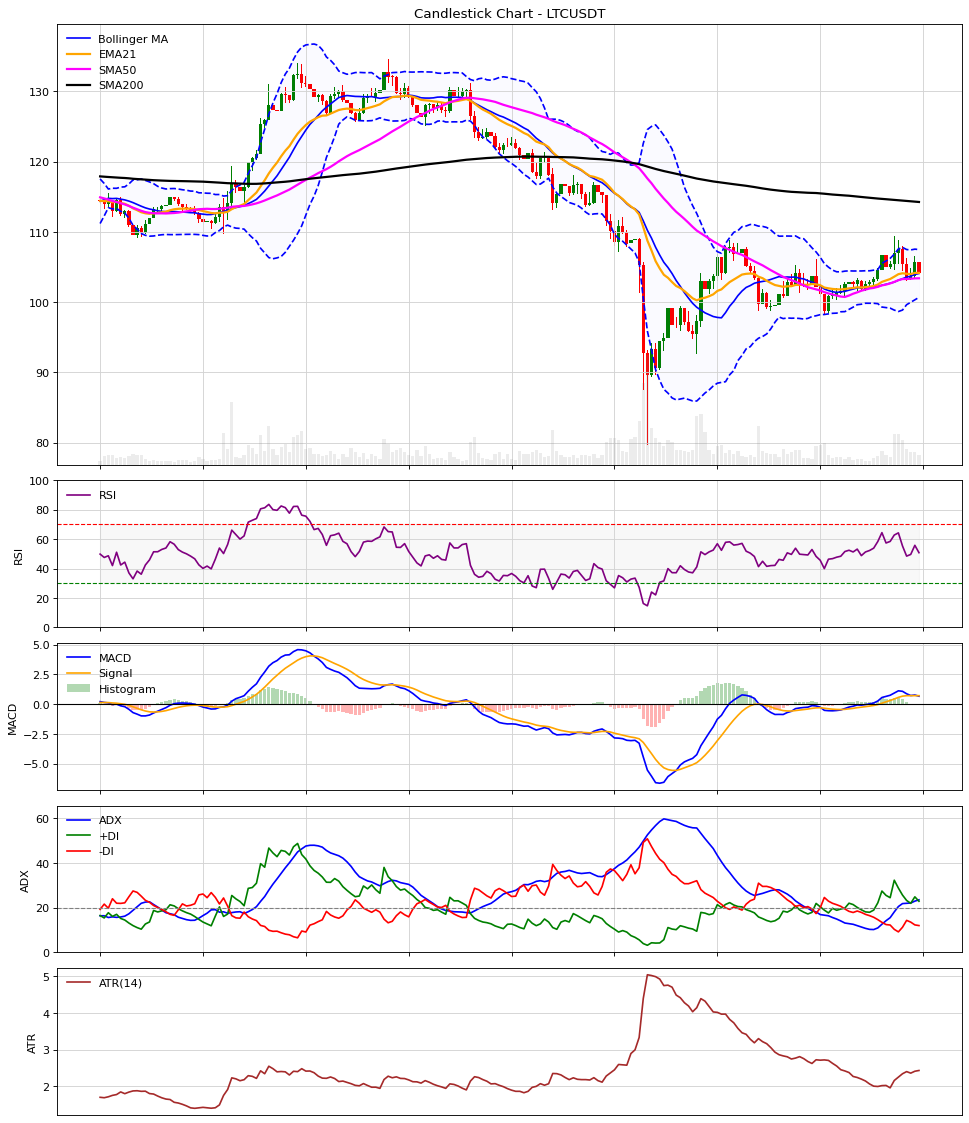 Candlestick Chart - LTCUSDT
Bollinger MA
EMA21
SMA50
SMA200
130
120
110
100
90
80
RSI
RSI
100
80
60
40
20
0
MACD
Signal
Histogram
MACD
5.0
2.5
0.0
−2.5
−5.0
ADX
+DI
-DI
ADX
60
40
20
0
ATR(14)
ATR
5
4
3
2